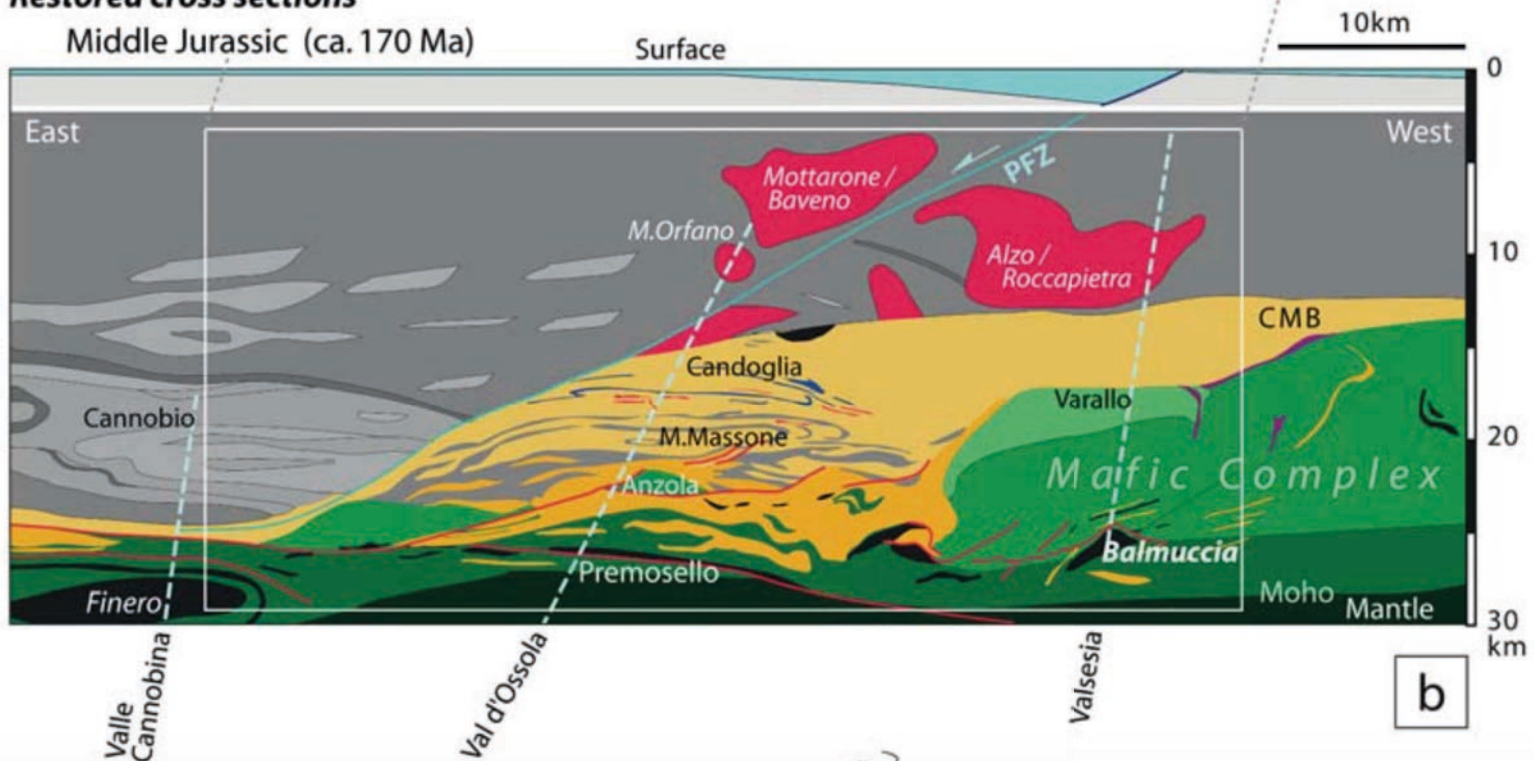 Restored cross sections
Middle Jurassic (ca. 170 Ma)
Surface
10km
0
East
West
PFZ
Mottarone /
Baveno
M.Orfano
10
Alzo /
Roccapietra
CMB
Candoglia
Varallo
Cannobio
M.Massone
20
Mafic Complex
Anzola
Balmuccia
Premosello
Moho
Finero
Mantle
30
km
Valle
Cannobina
Val d'Ossola
Valsesia
b